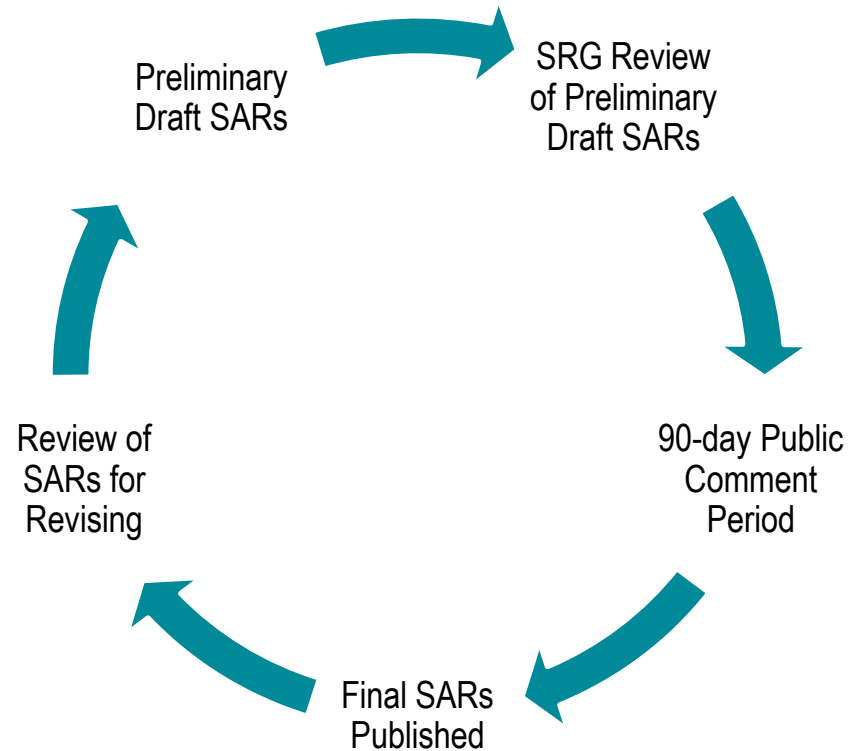 Preliminary
Draft SARs
SRG Review
of Preliminary
Draft SARs
90-day Public
Comment
Period
Final SARs
Published
Review of
SARs for
Revising